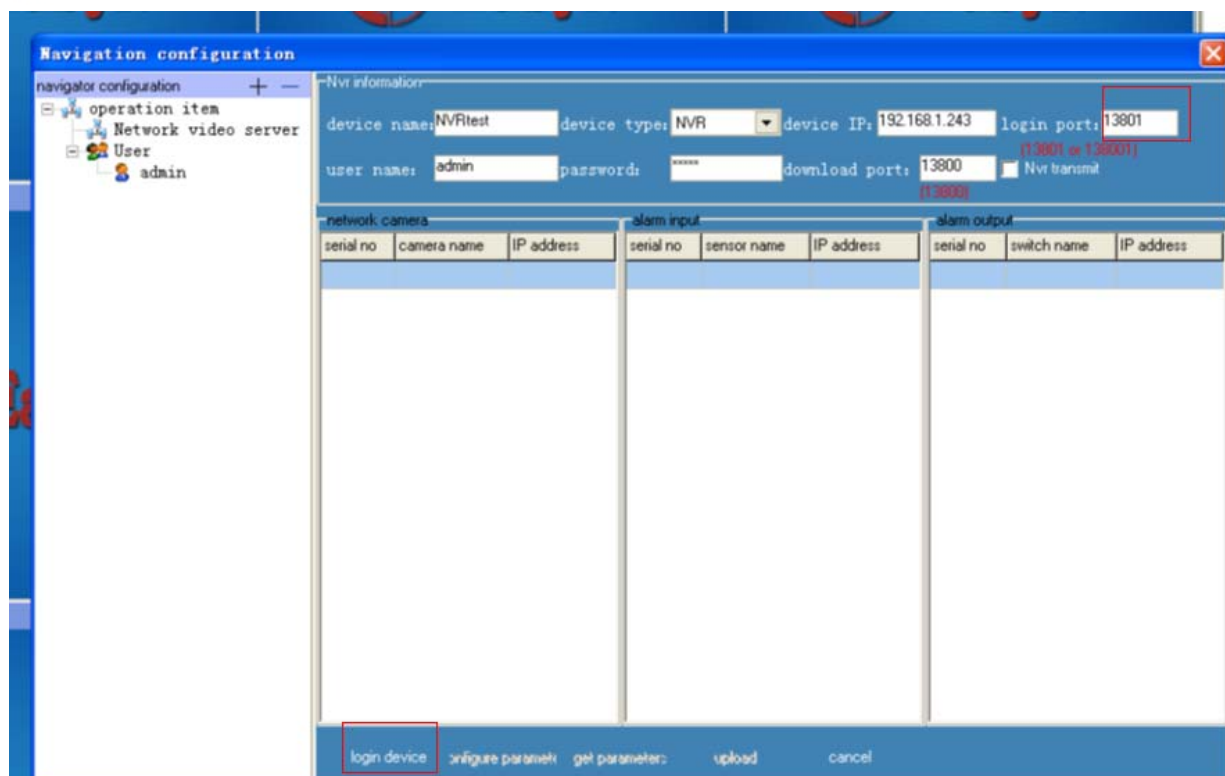 Navigation configuration
navigator configuration + —
operation item
Network video server
User
admin
Nvr information
device name: NVRtest device type: NVR device IP: 192.168.1.243 login port: 13801
(13801 or 138001)
user name: admin password: ***** download port: 13800 Nvr transmit
(13800)
network camera alarm input alarm output
serial no camera name IP address serial no sensor name IP address serial no switch name IP address
login device onfigure paramete get parameters upload cancel